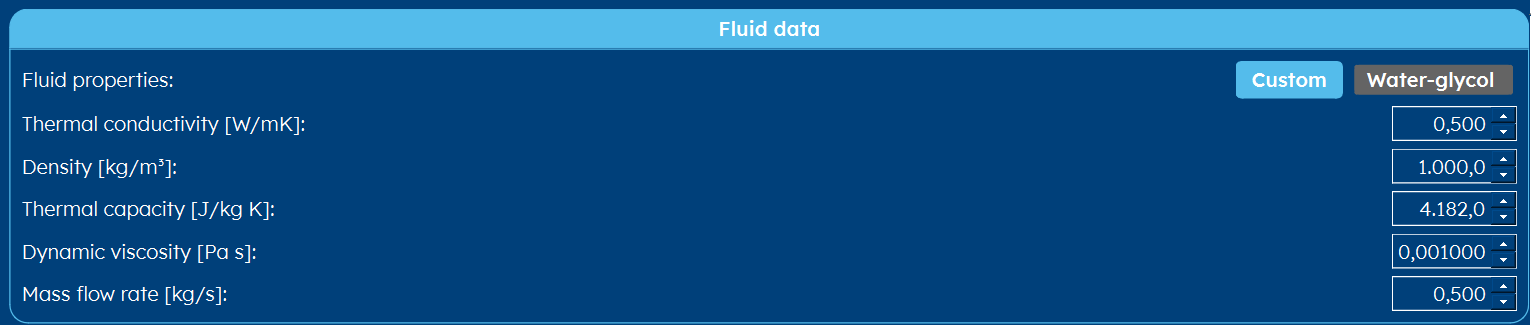 Fluid data
Fluid properties: Custom Water-glycol
Thermal conductivity [W/mK]: 0,500
Density [kg/m³]: 1.000,0
Thermal capacity [J/kg K]: 4.182,0
Dynamic viscosity [Pa s]: 0,001000
Mass flow rate [kg/s]: 0,500